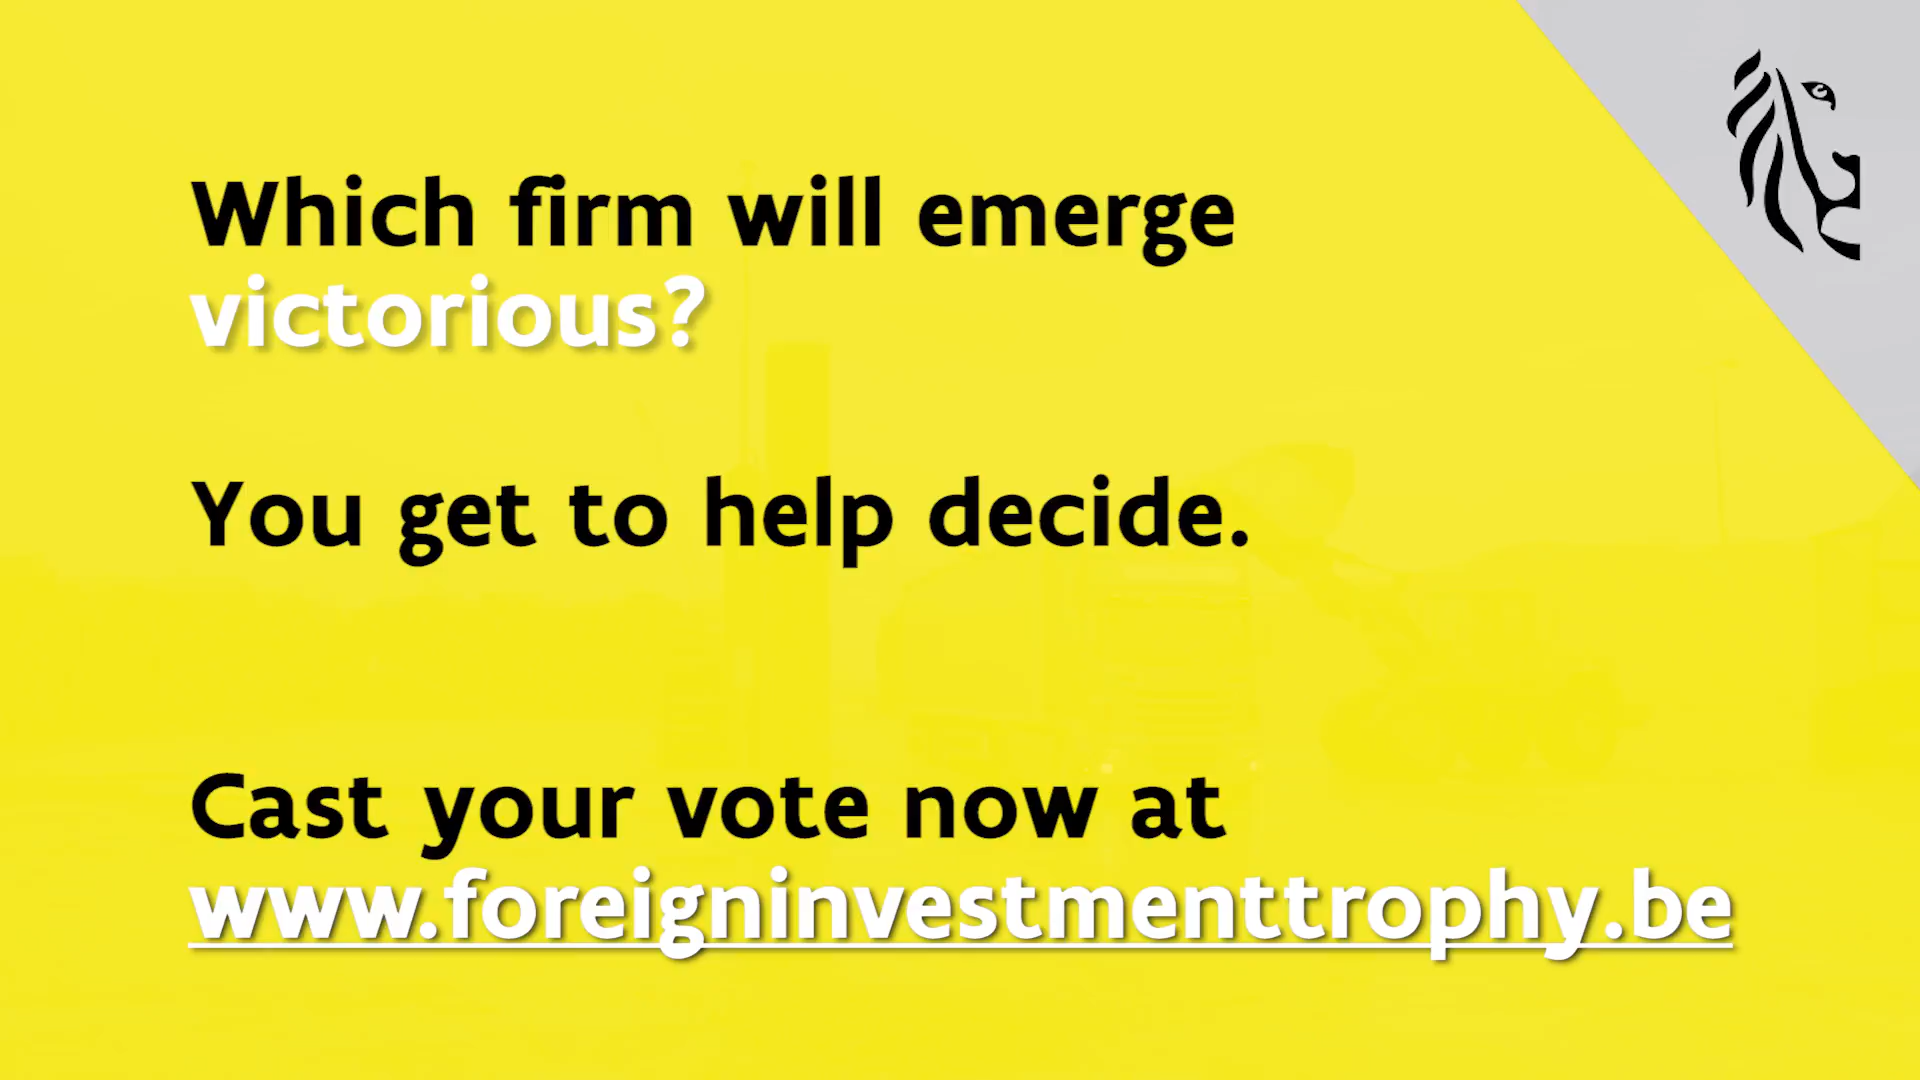 Which firm will emerge
victorious?
You get to help decide.
Cast your vote now at
www.foreigninvestmenttrophy.be